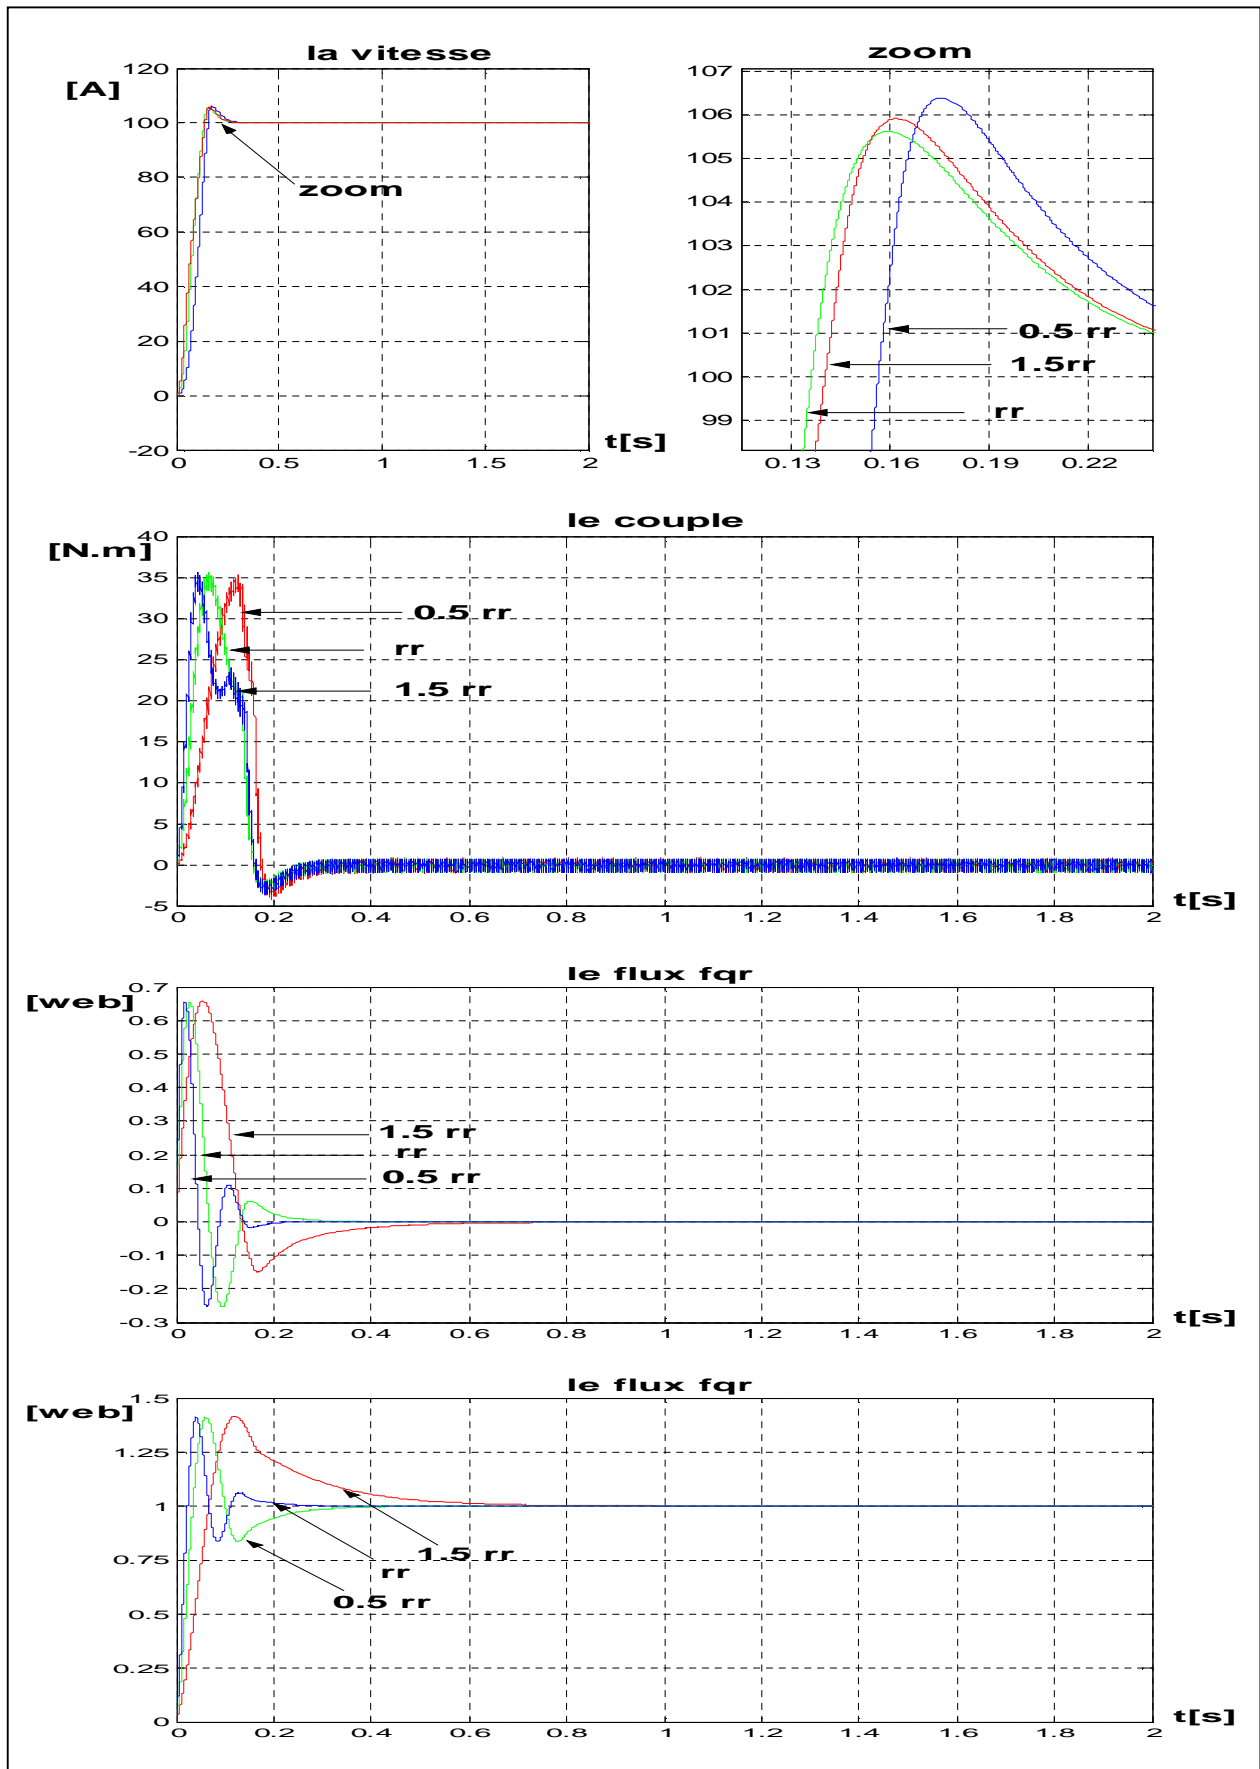 la vitesse
[A]
120
100
80
60
40
20
0
-20
zoom
0 0.5 1 1.5 2
t[s]
zoom
107
106
105
104
103
102
101
100
99
0.5 rr
1.5rr
rr
0.13 0.16 0.19 0.22
le couple
[N.m]
40
35
30
25
20
15
10
5
0
-5
0.5 rr
rr
1.5 rr
0 0.2 0.4 0.6 0.8 1 1.2 1.4 1.6 1.8 2
t[s]
le flux fqr
[web]
0.7
0.6
0.5
0.4
0.3
0.2
0.1
0
-0.1
-0.2
-0.3
1.5 rr
rr
0.5 rr
0 0.2 0.4 0.6 0.8 1 1.2 1.4 1.6 1.8 2
t[s]
le flux fqr
[web]
1.5
1.25
1
0.75
0.5
0.25
0
1.5 rr
rr
0.5 rr
0 0.2 0.4 0.6 0.8 1 1.2 1.4 1.6 1.8 2
t[s]